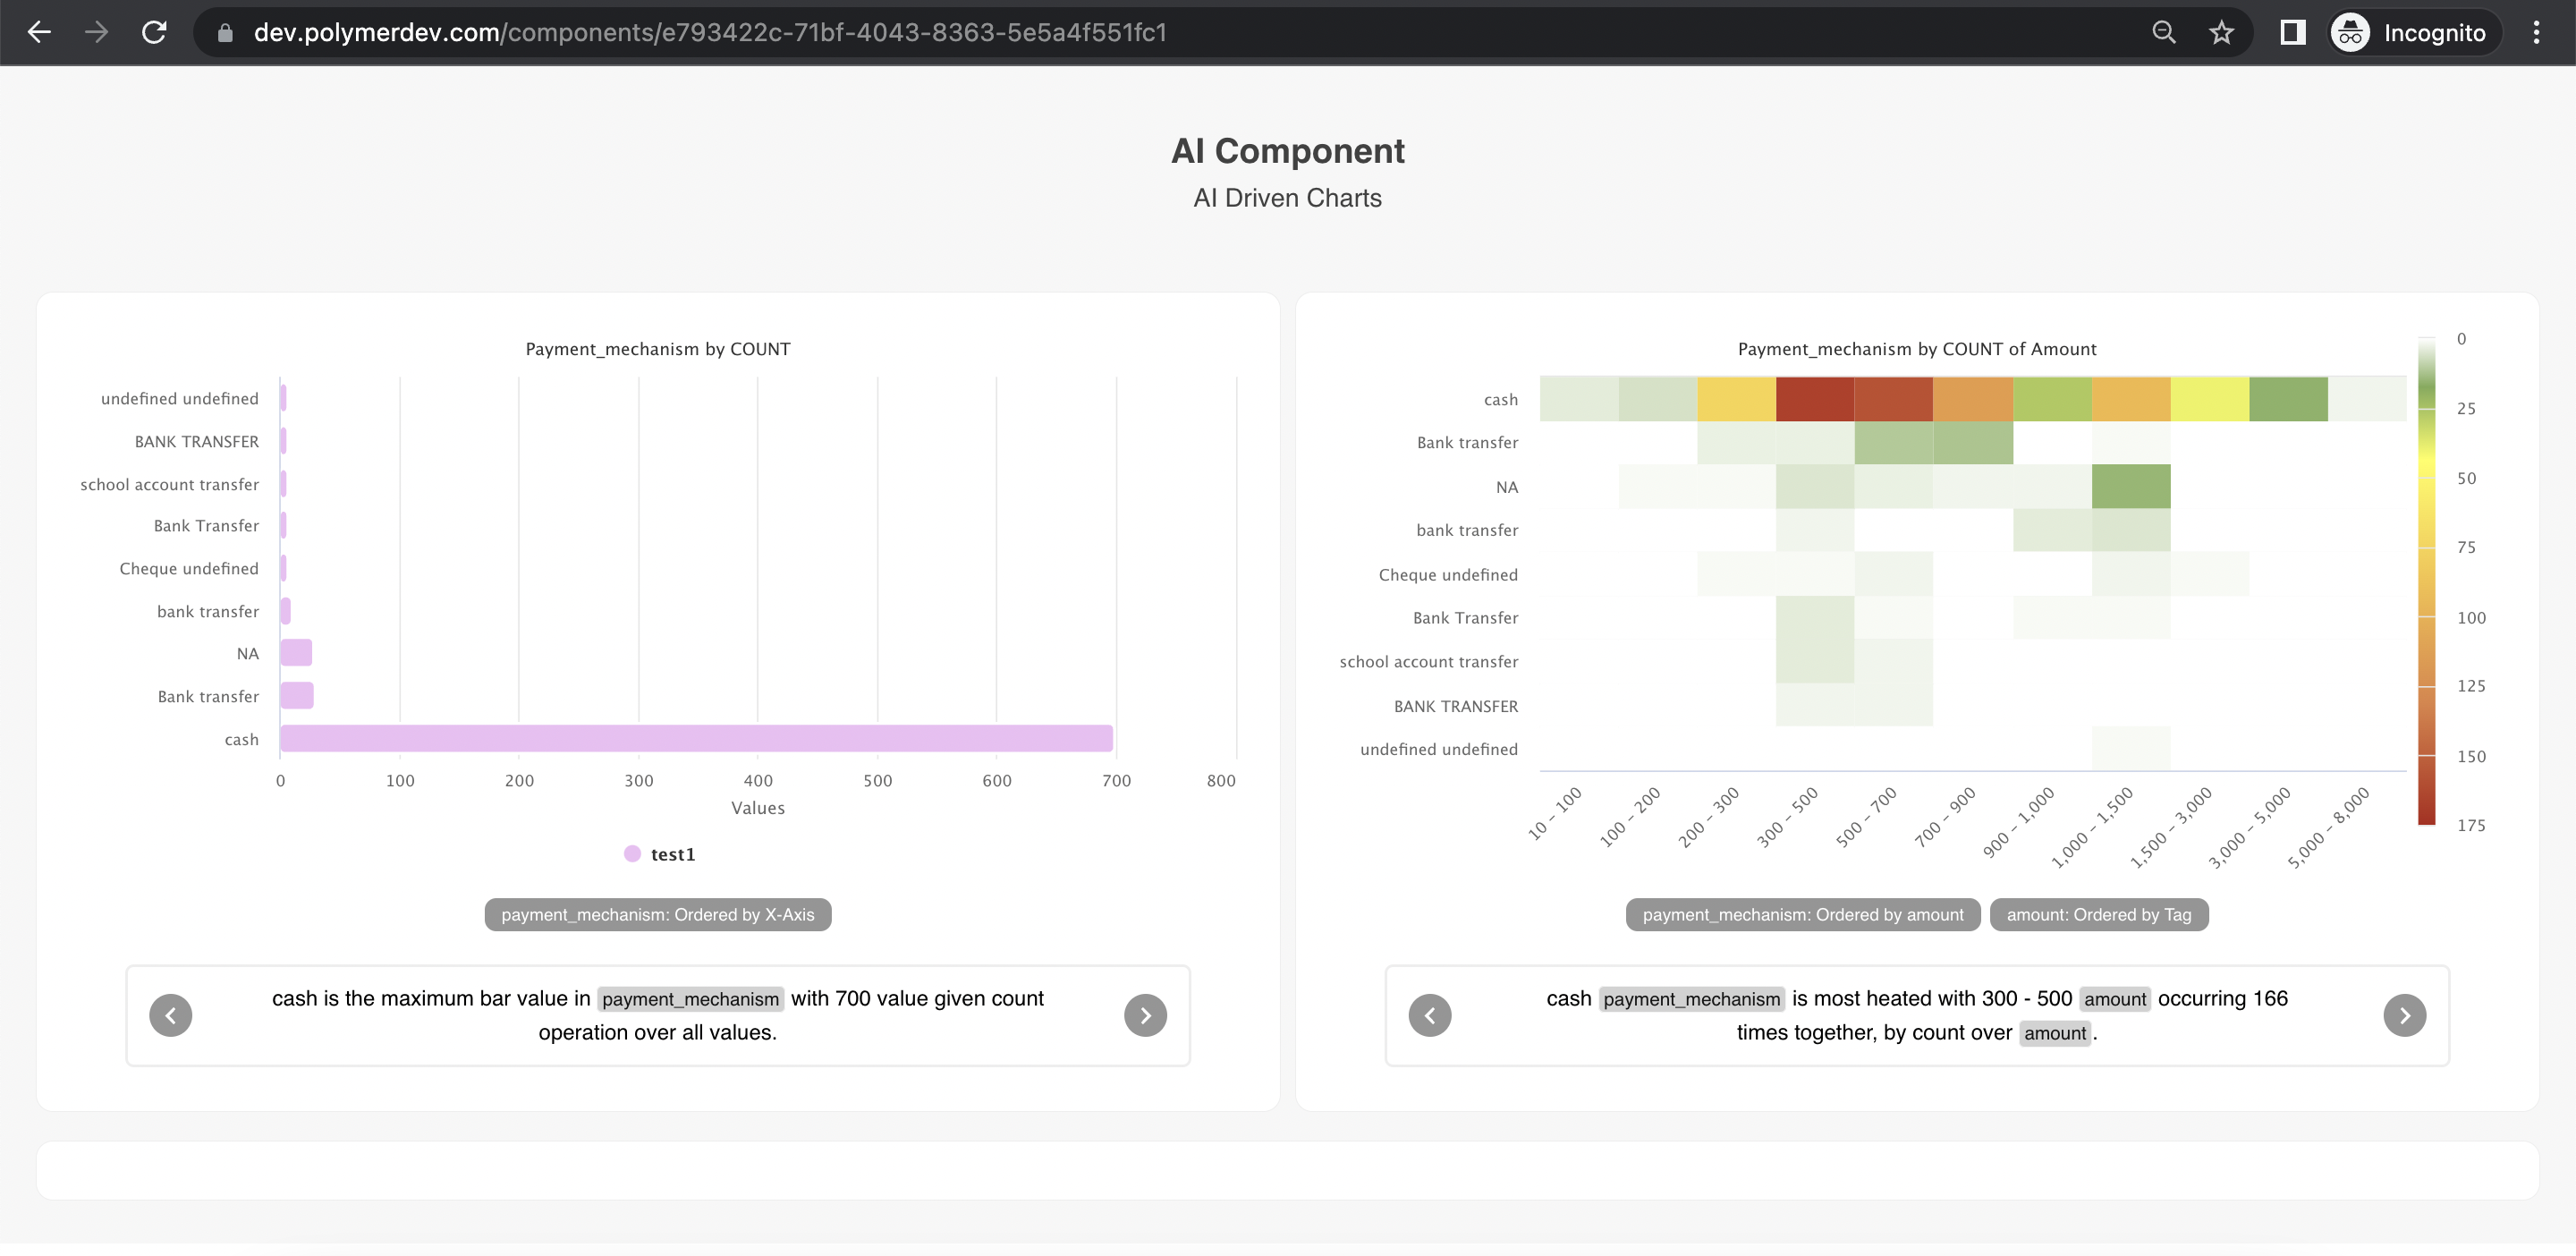 dev.polymerdev.com/components/e793422c-71bf-4043-8363-5e5a4f551fc1
Incognito
AI Component
AI Driven Charts
Payment_mechanism by COUNT
undefined undefined
BANK TRANSFER
school account transfer
Bank Transfer
Cheque undefined
bank transfer
NA
Bank transfer
cash
0 100 200 300 400 500 600 700 800
Values
test1
payment_mechanism: Ordered by X-Axis
cash is the maximum bar value in payment_mechanism with 700 value given count
operation over all values.
Payment_mechanism by COUNT of Amount
cash
Bank transfer
NA
bank transfer
Cheque undefined
Bank Transfer
school account transfer
BANK TRANSFER
undefined undefined
10 – 100
100 – 200
200 – 300
300 – 500
500 – 700
700 – 900
900 – 1,000
1,000 – 1,500
1,500 – 3,000
3,000 – 5,000
5,000 – 8,000
0
25
50
75
100
125
150
175
payment_mechanism: Ordered by amount
amount: Ordered by Tag
cash payment_mechanism is most heated with 300 - 500 amount occurring 166
times together, by count over amount .